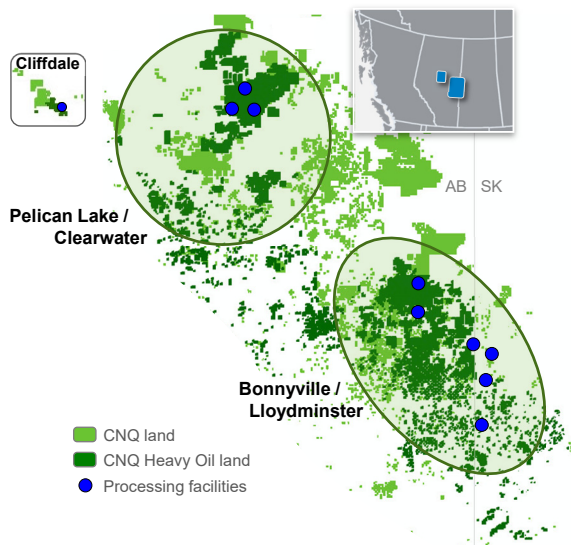 Cliffdale
AB SK
Pelican Lake /
Clearwater
Bonnyville /
Lloydminster
CNQ land
CNQ Heavy Oil land
Processing facilities